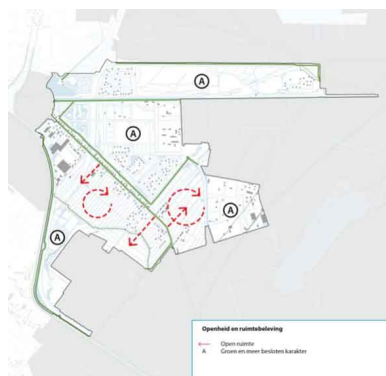 A
A
A
A
Openheid en ruimtebeleving
Open ruimte
A Groen en meer besloten karakter